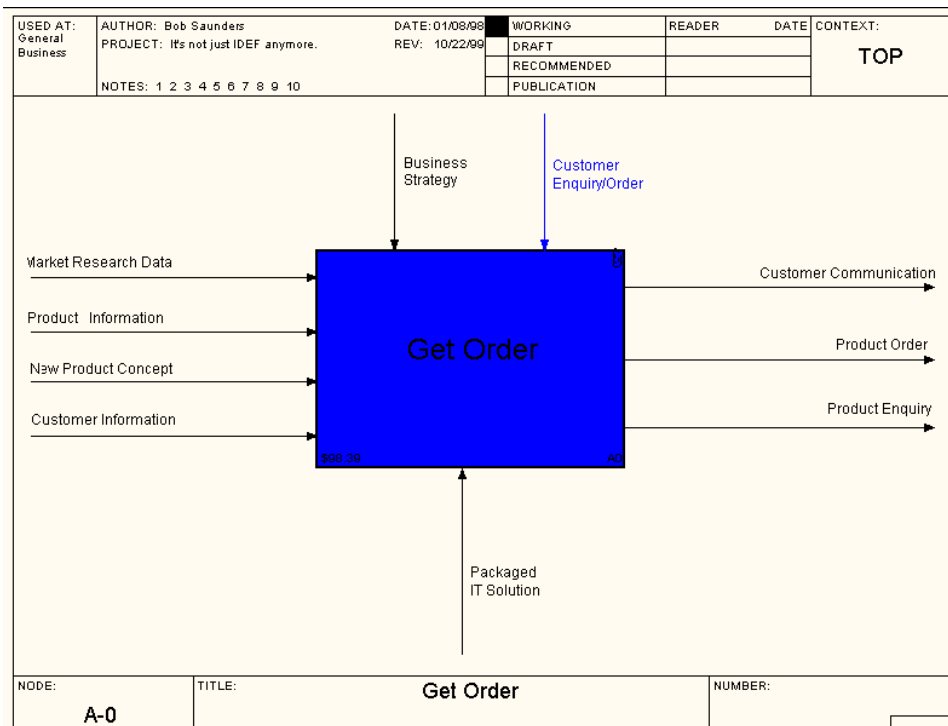 USED AT:
General
Business
AUTHER: Bob Saunders
PROJECT: It's not just IDEF anymore.
NOTES: 1 2 3 4 5 6 7 8 9 10
DATE: 01/08/98
REV: 10/22/99
WORKING
DRAFT
RECOMMENDED
PUBLICATION
READER DATE
CONTEXT:
TOP
Business
Strategy
Customer
Enquiry/Order
Market Research Data
Product Information
New Product Concept
Customer Information
Get Order
A0
Customer Communication
Product Order
Product Enquiry
Packaged
IT Solution
NODE:
A-0
TITLE:
Get Order
NUMBER: